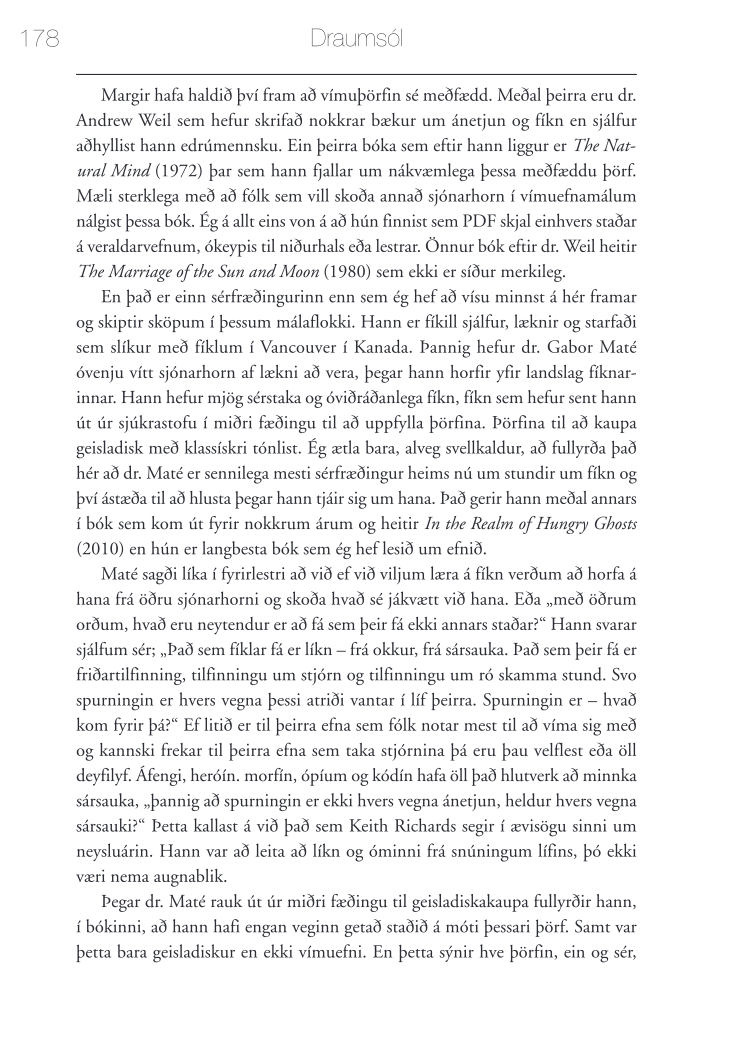 178
Draumsól
Margir hafa haldið því fram að vímuþörfin sé meðfædd. Meðal þeirra eru dr.
Andrew Weil sem hefur skrifað nokkrar bækur um ánetjun og fíkn en sjálfur
aðhyllist hann edrúmennsku. Ein þeirra bóka sem eftir hann liggur er The Nat-
ural Mind (1972) þar sem hann fjallar um nákvæmlega þessa meðfæddu þörf.
Mæli sterklega með að fólk sem vill skoða annað sjónarhorn í vímuefnamálum
nálgist þessa bók. Ég á allt eins von á að hún finnist sem PDF skjal einhvers staðar
á veraldarvefnum, ókeypis til niðurhals eða lestrar. Önnur bók eftir dr. Weil heitir
The Marriage of the Sun and Moon (1980) sem ekki er síður merkileg.
En það er einn sérfræðingurinn enn sem ég hef að vísu minnst á hér framar
og skiptir sköpum í þessum málaflokki. Hann er fíkill sjálfur, læknir og starfaði
sem slíkur með fíklum í Vancouver í Kanada. Þannig hefur dr. Gabor Maté
óvenju vítt sjónarhorn af lækni að vera, þegar hann horfir yfir landslag fíknar-
innar. Hann hefur mjög sérstaka og óviðráðanlega fíkn, fíkn sem hefur sent hann
út úr sjúkrastofu í miðri fæðingu til að uppfylla þörfina. Þörfina til að kaupa
geisladisk með klassískri tónlist. Ég ætla bara, alveg svellkaldur, að fullyrða það
hér að dr. Maté er sennilega mesti sérfræðingur heims nú um stundir um fíkn og
því ástæða til að hlusta þegar hann tjáir sig um hana. Það gerir hann meðal annars
í bók sem kom út fyrir nokkrum árum og heitir In the Realm of Hungry Ghosts
(2010) en hún er langbesta bók sem ég hef lesið um efnið.
Maté sagði líka í fyrirlestri að við ef við viljum læra á fíkn verðum að horfa á
hana frá öðru sjónarhorni og skoða hvað sé jákvætt við hana. Eða „með öðrum
orðum, hvað eru neytendur er að fá sem þeir fá ekki annars staðar?“ Hann svarar
sjálfum sér; „Það sem fíklar fá er líkn – frá okkur, frá sársauka. Það sem þeir fá er
friðartilfinning, tilfinningu um stjórn og tilfinningu um ró skamma stund. Svo
spurningin er hvers vegna þessi atriði vantar í líf þeirra. Spurningin er – hvað
kom fyrir þá?“ Ef litið er til þeirra efna sem fólk notar mest til að víma sig með
og kannski frekar til þeirra efna sem taka stjórnina þá eru þau velflest eða öll
deyfilyf. Áfengi, heróín. morfín, ópíum og kódín hafa öll það hlutverk að minnka
sársauka, „þannig að spurningin er ekki hvers vegna ánetjun, heldur hvers vegna
sársauki?“ Þetta kallast á við það sem Keith Richards segir í ævisögu sinni um
neysluárin. Hann var að leita að líkn og óminni frá snúningum lífins, þó ekki
væri nema augnablik.
Þegar dr. Maté rauk út úr miðri fæðingu til geisladiskakaupa fullyrðir hann,
í bókinni, að hann hafi engan veginn getað staðið á móti þessari þörf. Samt var
þetta bara geisladiskur en ekki vímuefni. En þetta sýnir hve þörfin, ein og sér,